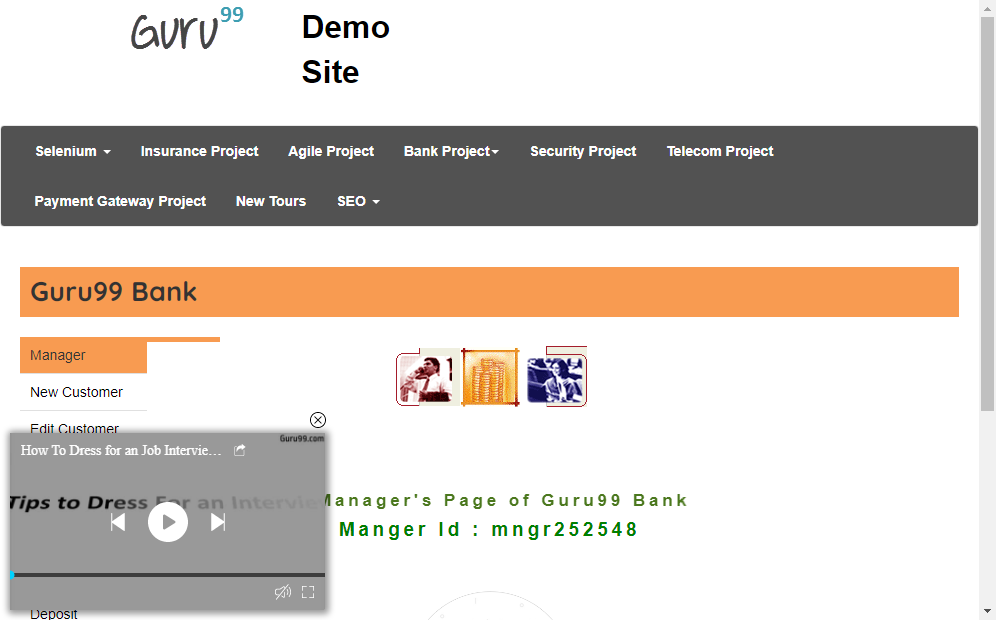 Guru99
Demo
Site
Selenium
Insurance Project
Agile Project
Bank Project
Security Project
Telecom Project
Payment Gateway Project
New Tours
SEO
Guru99 Bank
Manager
New Customer
Edit Customer
Guru99.com
How To Dress for an Job Intervie...
Tips to Dress For an Interview
Manager's Page of Guru99 Bank
Manger Id : mngr252548
Deposit